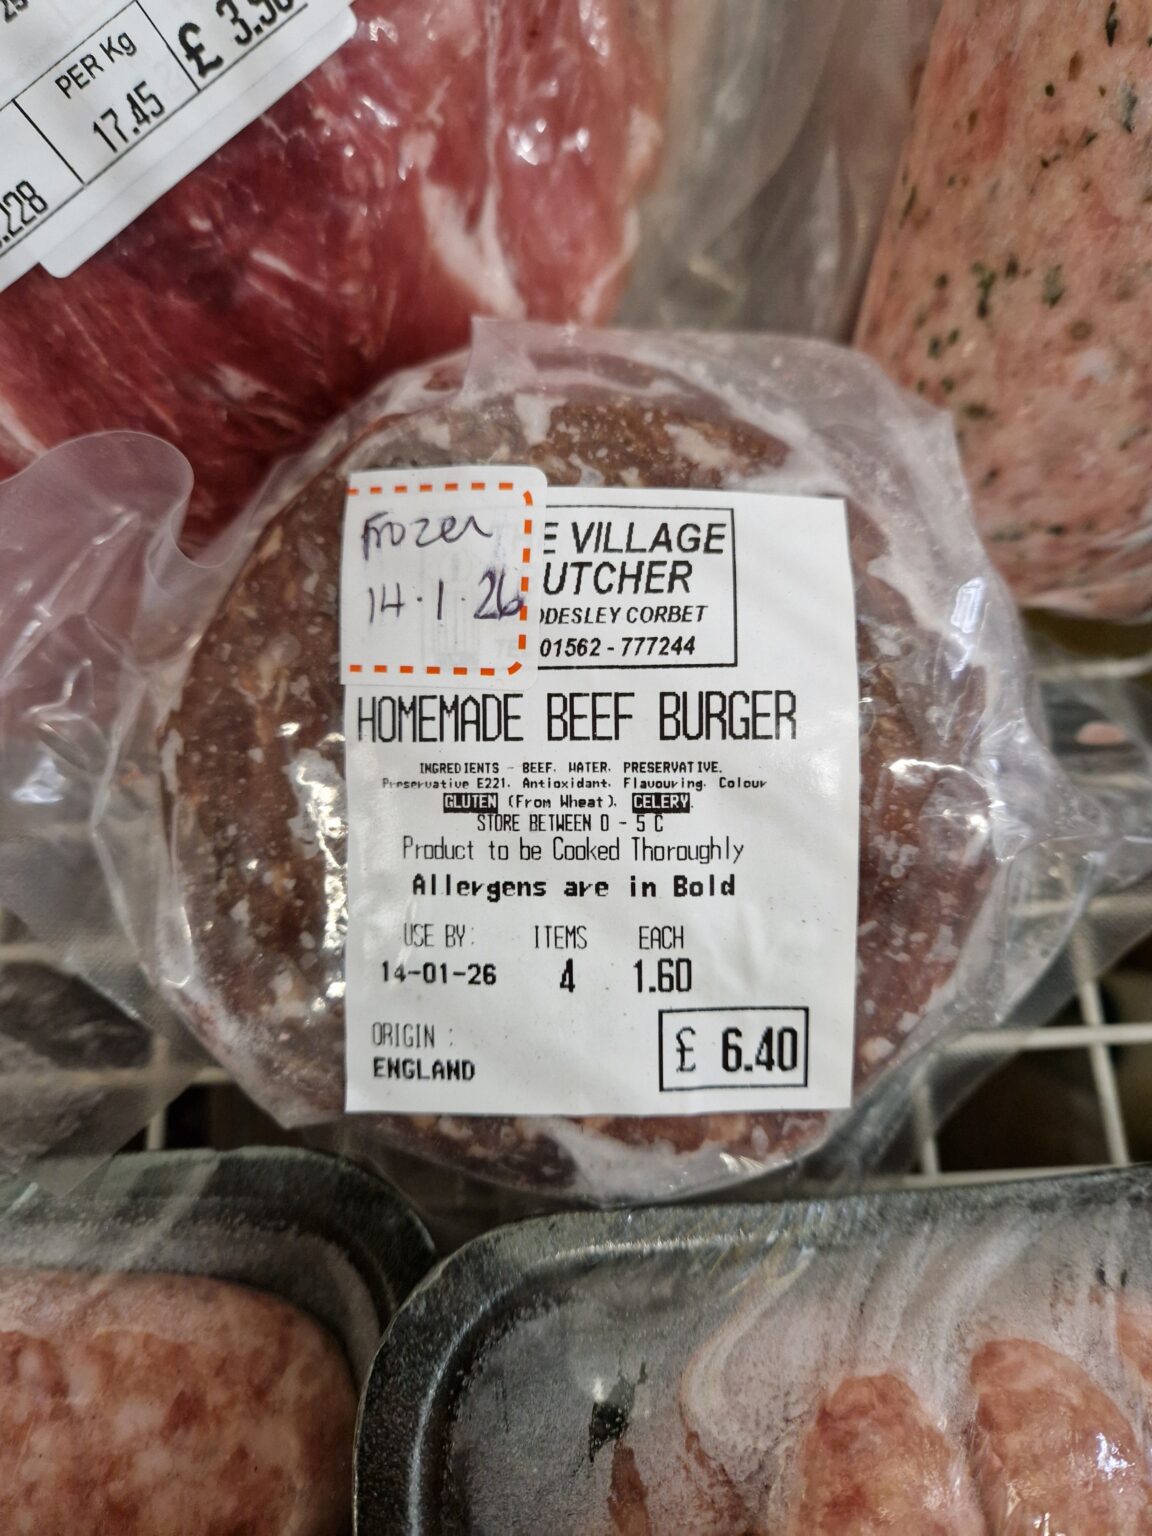 PER Kg
17.45
£ 3.
.228
Frozen
14.1.26
E VILLAGE
UTCHER
DDESLEY CORBET
TE 01562 - 777244
HOMEMADE BEEF BURGER
INGREDIENTS - BEEF, WATER, PRESERVATIVE.
Preservative E221, Antioxidant, Flavouring, Colour
GLUTEN (From Wheat), CELERY.
STORE BETWEEN 0 - 5 C
Product to be Cooked Thoroughly
Allergens are in Bold
USE BY: ITEMS EACH
14-01-26 4 1.60
ORIGIN :
£ 6.40
ENGLAND